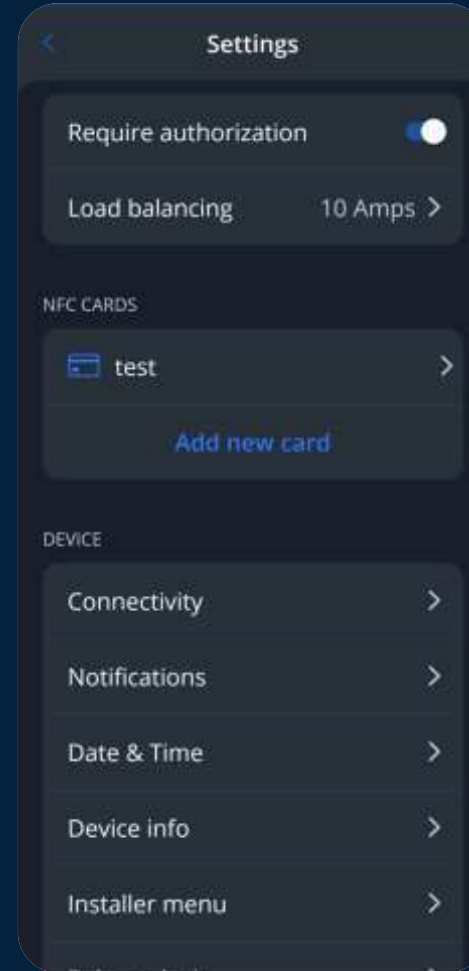 Settings
Require authorization
Load balancing 10 Amps
NFC CARDS
test
Add new card
DEVICE
Connectivity
Notifications
Date & Time
Device info
Installer menu